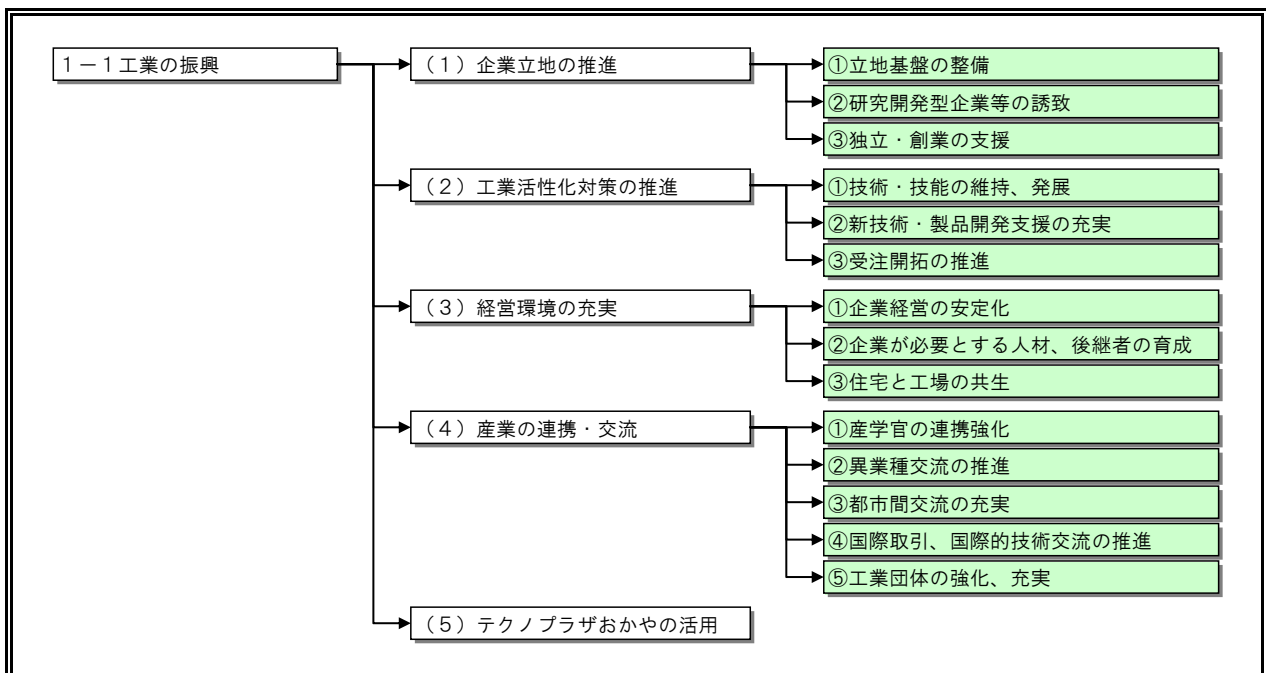 1－1工業の振興
（1）企業立地の推進
①立地基盤の整備
②研究開発型企業等の誘致
③独立・創業の支援
（2）工業活性化対策の推進
①技術・技能の維持、発展
②新技術・製品開発支援の充実
③受注開拓の推進
（3）経営環境の充実
①企業経営の安定化
②企業が必要とする人材、後継者の育成
③住宅と工場の共生
（4）産業の連携・交流
①産学官の連携強化
②異業種交流の推進
③都市間交流の充実
④国際取引、国際的技術交流の推進
⑤工業団体の強化、充実
（5）テクノプラザおかやの活用